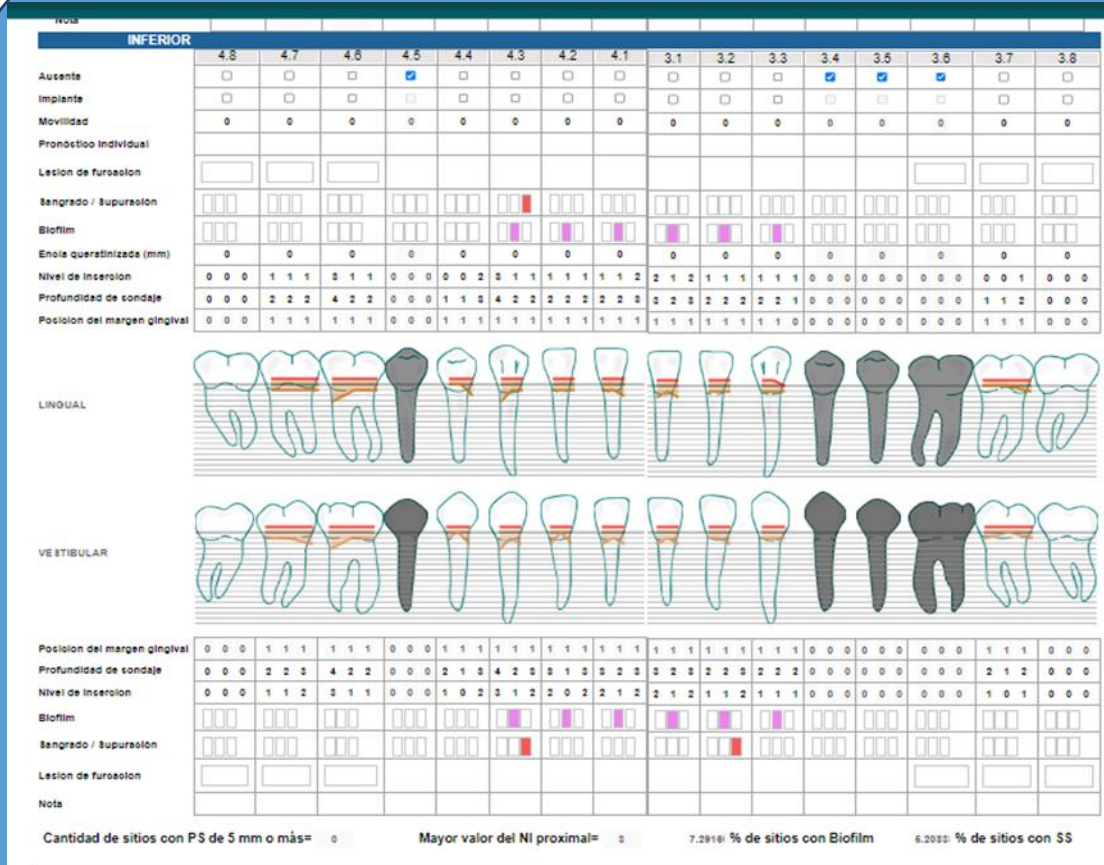 Nota
INFERIOR
4.8 4.7 4.6 4.5 4.4 4.3 4.2 4.1 3.1 3.2 3.3 3.4 3.5 3.6 3.7 3.8
Ausente
Implante
Movilidad 0 0 0 0 0 0 0 0 0 0 0 0 0 0 0 0
Pronóstico Individual
Lesion de furcacion
Sangrado / Supuración
Biofilm
Encia queratinizada (mm) 0 0 0 0 0 0 0 0 0 0 0 0 0 0 0
Nivel de Insercion 0 0 0 1 1 1 3 1 1 0 0 0 0 0 2 3 1 1 1 1 1 1 1 2 2 1 2 1 1 1 1 1 1 0 0 0 0 0 0 0 0 0 0 0 1 0 0 0
Profundidad de sondaje 0 0 0 2 2 2 4 2 2 0 0 0 1 1 3 4 2 2 2 2 2 2 2 3 3 2 3 2 2 2 2 2 1 0 0 0 0 0 0 0 0 0 1 1 2 0 0 0
Posicion del margen gingival 0 0 0 1 1 1 1 1 1 0 0 0 1 1 1 1 1 1 1 1 1 1 1 1 1 1 1 1 1 1 1 1 0 0 0 0 0 0 0 0 0 0 1 1 1 0 0 0
LINGUAL
VESTIBULAR
Posicion del margen gingival 0 0 0 1 1 1 1 1 1 0 0 0 1 1 1 1 1 1 1 1 1 1 1 1 1 1 1 1 1 1 1 1 1 0 0 0 0 0 0 0 0 0 1 1 1 0 0 0
Profundidad de sondaje 0 0 0 2 2 3 4 2 2 0 0 0 2 1 3 4 2 3 3 1 3 3 2 3 3 2 3 2 2 3 2 2 2 0 0 0 0 0 0 0 0 0 2 1 2 0 0 0
Nivel de Insercion 0 0 0 1 1 2 3 1 1 0 0 0 1 0 2 3 1 2 2 0 2 2 1 2 2 1 2 1 1 2 1 1 1 0 0 0 0 0 0 0 0 0 1 0 1 0 0 0
Biofilm
Sangrado / Supuración
Lesion de furcacion
Nota
Cantidad de sitios con PS de 5 mm o más= 0 Mayor valor del NI proximal= 3 % de sitios con Biofilm % de sitios con SS